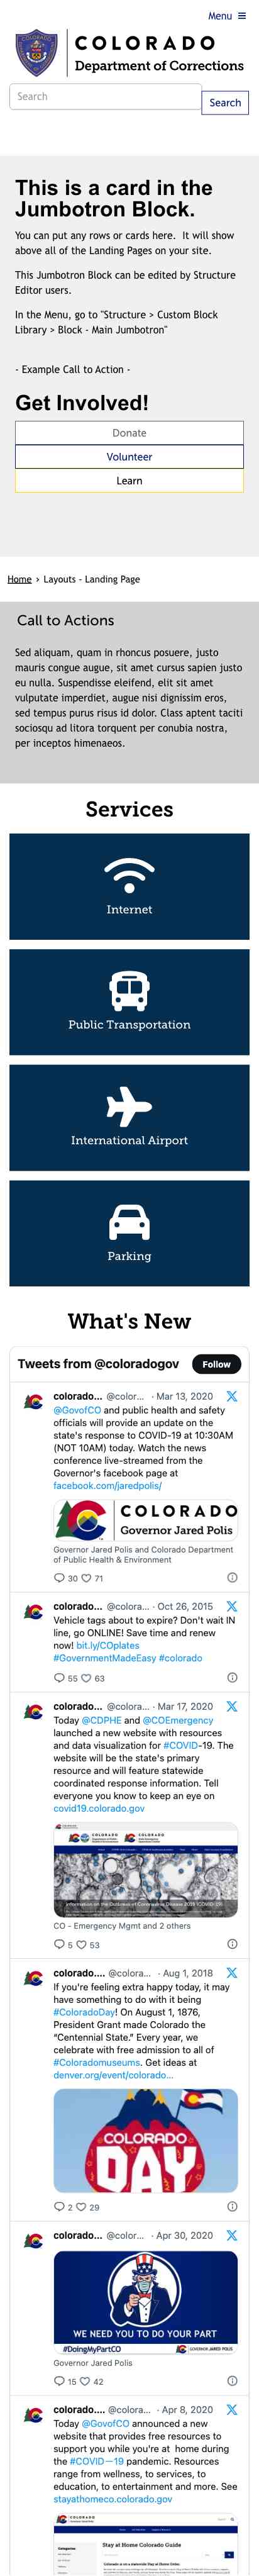 Menu
COLORADO
Department of Corrections
Search
Search
This is a card in the
Jumbotron Block.
You can put any rows or cards here. It will show
above all of the Landing Pages on your site.
This Jumbotron Block can be edited by Structure
Editor users.
In the Menu, go to "Structure > Custom Block
Library > Block - Main Jumbotron"
- Example Call to Action -
Get Involved!
Donate
Volunteer
Learn
Home › Layouts - Landing Page
Call to Actions
Sed aliquam, quam in rhoncus posuere, justo
mauris congue augue, sit amet cursus sapien justo
eu nulla. Suspendisse eleifend, elit sit amet
vulputate imperdiet, augue nisi dignissim eros,
sed tempus purus risus id dolor. Class aptent taciti
sociosqu ad litora torquent per conubia nostra,
per inceptos himenaeos.
Services
Internet
Public Transportation
International Airport
Parking
What's New
Tweets from @coloradogov
Follow
colorado... @color... · Mar 13, 2020
@GovofCO and public health and safety
officials will provide an update on the
state's response to COVID-19 at 10:30AM
(NOT 10AM) today. Watch the news
conference live-streamed from the
Governor's facebook page at
facebook.com/jaredpolis/
COLORADO
Governor Jared Polis
Governor Jared Polis and Colorado Department
of Public Health & Environment
30 71
colorado... @colora... · Oct 26, 2015
Vehicle tags about to expire? Don't wait IN
line, go ONLINE! Save time and renew
now! bit.ly/COplates
#GovernmentMadeEasy #colorado
55 63
colorado... @colora... · Mar 17, 2020
Today @CDPHE and @COEmergency
launched a new website with resources
and data visualization for #COVID-19. The
website will be the state's primary
resource and will feature statewide
coordinated response information. Tell
everyone you know to keep an eye on
covid19.colorado.gov
CO - Emergency Mgmt and 2 others
5 53
colorado.... @colora... · Aug 1, 2018
If you're feeling extra happy today, it may
have something to do with it being
#ColoradoDay! On August 1, 1876,
President Grant made Colorado the
"Centennial State." Every year, we
celebrate with free admission to all of
#Coloradomuseums. Get ideas at
denver.org/event/colorado...
COLORADO
DAY
2 29
colorado... @color... · Apr 30, 2020
WE NEED YOU TO DO YOUR PART
#DoingMyPartCO
COLORADO
GOVERNOR JARED POLIS
Governor Jared Polis
15 42
colorado.... @colora... · Apr 8, 2020
Today @GovofCO announced a new
website that provides free resources to
support you while you're at home during
the #COVID—19 pandemic. Resources
range from wellness, to services, to
education, to entertainment and more. See
stayathomeco.colorado.gov
Stay at Home Colorado Guide